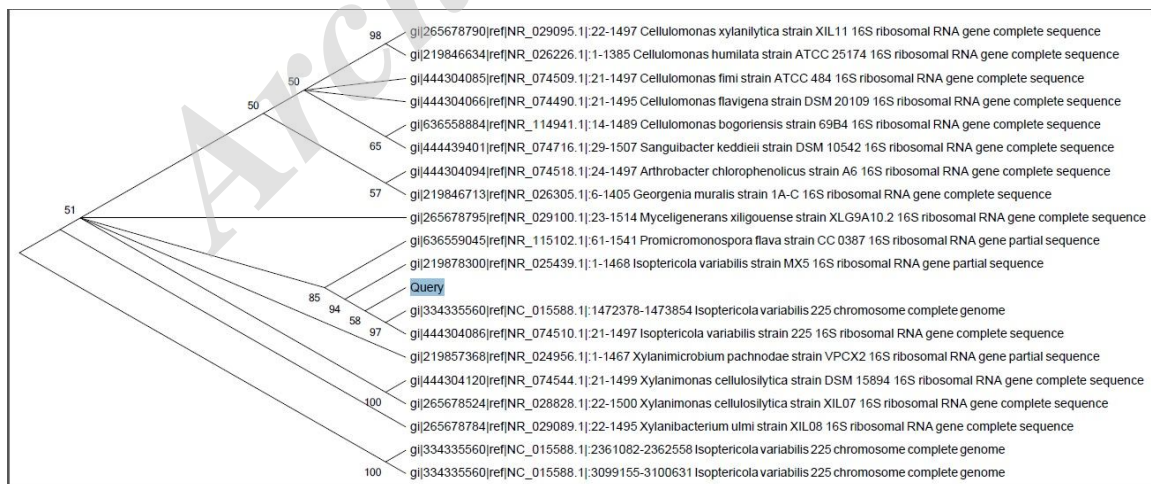 Arch
98
50
50
65
57
51
85
94
58
97
100
100
gi|265678790|ref|NR_029095.1|:22-1497 Cellulomonas xylanilytica strain XIL11 16S ribosomal RNA gene complete sequence
gi|219846634|ref|NR_026226.1|:1-1385 Cellulomonas humilata strain ATCC 25174 16S ribosomal RNA gene complete sequence
gi|444304085|ref|NR_074509.1|:21-1497 Cellulomonas fimi strain ATCC 484 16S ribosomal RNA gene complete sequence
gi|444304066|ref|NR_074490.1|:21-1495 Cellulomonas flavigena strain DSM 20109 16S ribosomal RNA gene complete sequence
gi|636558884|ref|NR_114941.1|:14-1489 Cellulomonas bogoriensis strain 69B4 16S ribosomal RNA gene complete sequence
gi|444439401|ref|NR_074716.1|:29-1507 Sanguibacter keddieii strain DSM 10542 16S ribosomal RNA gene complete sequence
gi|444304094|ref|NR_074518.1|:24-1497 Arthrobacter chlorophenolicus strain A6 16S ribosomal RNA gene complete sequence
gi|219846713|ref|NR_026305.1|:6-1405 Georgenia muralis strain 1A-C 16S ribosomal RNA gene complete sequence
gi|265678795|ref|NR_029100.1|:23-1514 Myceligenerans xiligouense strain XLG9A10.2 16S ribosomal RNA gene complete sequence
gi|636559045|ref|NR_115102.1|:61-1541 Promicromonospora flava strain CC 0387 16S ribosomal RNA gene partial sequence
gi|219878300|ref|NR_025439.1|:1-1468 Isoptericola variabilis strain MX5 16S ribosomal RNA gene partial sequence
Query
gi|334335560|ref|NC_015588.1|:1472378-1473854 Isoptericola variabilis 225 chromosome complete genome
gi|444304086|ref|NR_074510.1|:21-1497 Isoptericola variabilis strain 225 16S ribosomal RNA gene complete sequence
gi|219857368|ref|NR_024956.1|:1-1467 Xylanimicrobium pachnodae strain VPCX2 16S ribosomal RNA gene partial sequence
gi|444304120|ref|NR_074544.1|:21-1499 Xylanimonas cellulosilytica strain DSM 15894 16S ribosomal RNA gene complete sequence
gi|265678524|ref|NR_028828.1|:22-1500 Xylanimonas cellulosilytica strain XIL07 16S ribosomal RNA gene complete sequence
gi|265678784|ref|NR_029089.1|:22-1495 Xylanibacterium ulmi strain XIL08 16S ribosomal RNA gene complete sequence
gi|334335560|ref|NC_015588.1|:2361082-2362558 Isoptericola variabilis 225 chromosome complete genome
gi|334335560|ref|NC_015588.1|:3099155-3100631 Isoptericola variabilis 225 chromosome complete genome